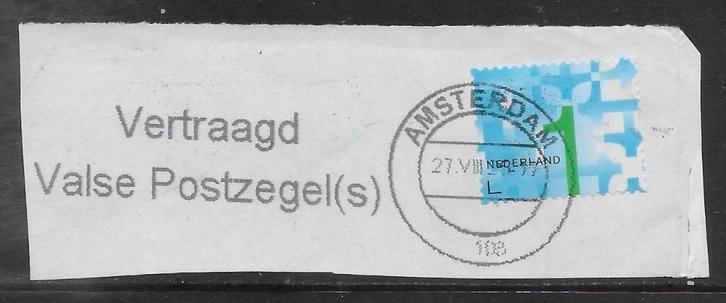 Vertraagd
Valse Postzegel(s)
AMSTERDAM
27.VIII
108
1
NEDERLAND